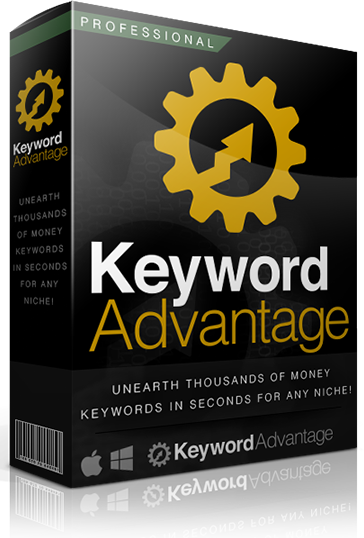 PROFESSIONAL
Keyword
Advantage
UNEARTH THOUSANDS OF MONEY
KEYWORDS IN SECONDS FOR ANY NICHE!
KeywordAdvantage
Keyword
Advantage
UNEARTH
THOUSANDS
OF MONEY
KEYWORDS
IN SECONDS
FOR ANY
NICHE!